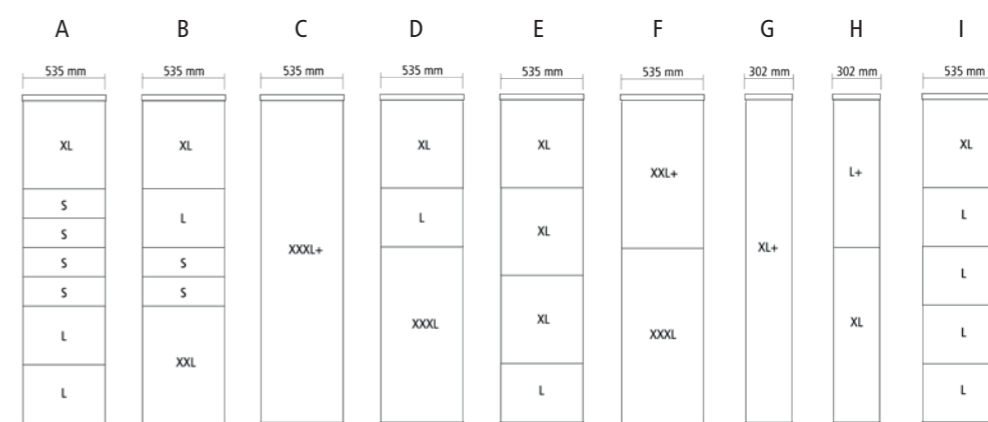 A B C D E F G H I
535 mm 535 mm 535 mm 535 mm 535 mm 535 mm 302 mm 302 mm 535 mm
XL
S
S
S
S
L
L
XL
L
S
S
XXL
XXXL+
XL
L
XXXL
XL
XL
XL
L
XXL+
XXXL
XL+
L+
XL
XL
L
L
L
L